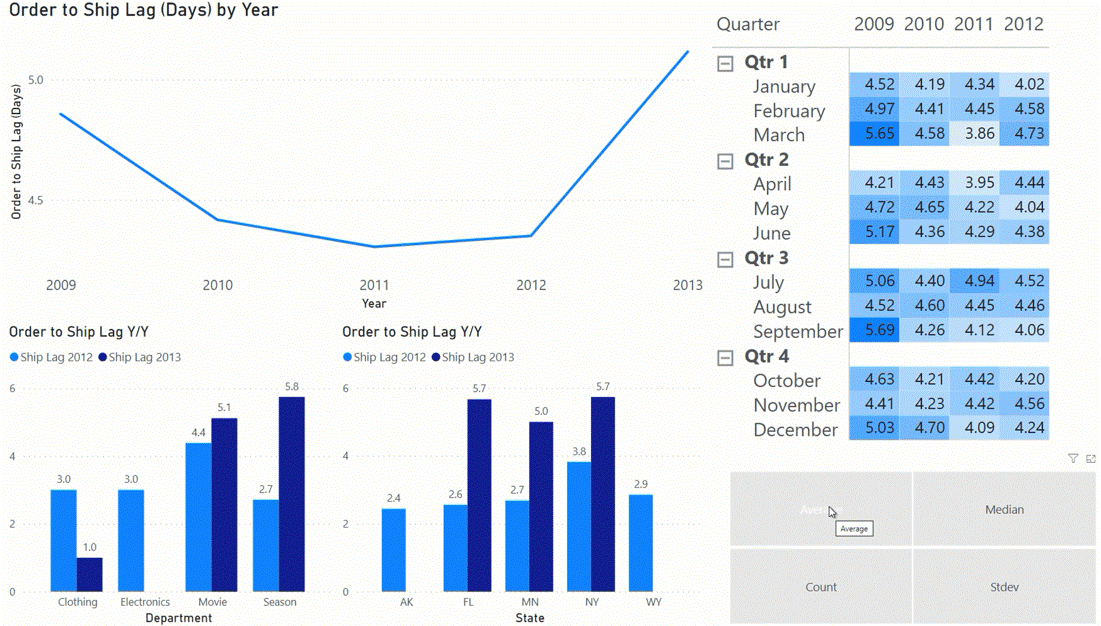 Order to Ship Lag (Days) by Year
Order to Ship Lag (Days)
5.0
4.5
2009 2010 2011 2012 2013
Year
Order to Ship Lag Y/Y
Ship Lag 2012 Ship Lag 2013
6
4
2
0
3.0 1.0 3.0 4.4 5.1 2.7 5.8
Clothing Electronics Movie Season
Department
Order to Ship Lag Y/Y
Ship Lag 2012 Ship Lag 2013
6
4
2
0
2.4 2.6 5.7 2.7 5.0 3.8 5.7 2.9
AK FL MN NY WY
State
Quarter 2009 2010 2011 2012
Qtr 1
January 4.52 4.19 4.34 4.02
February 4.97 4.41 4.45 4.58
March 5.65 4.58 3.86 4.73
Qtr 2
April 4.21 4.43 3.95 4.44
May 4.72 4.65 4.22 4.04
June 5.17 4.36 4.29 4.38
Qtr 3
July 5.06 4.40 4.94 4.52
August 4.52 4.60 4.45 4.46
September 5.69 4.26 4.12 4.06
Qtr 4
October 4.63 4.21 4.42 4.20
November 4.41 4.23 4.42 4.56
December 5.03 4.70 4.09 4.24
Average Median
Average
Count Stdev